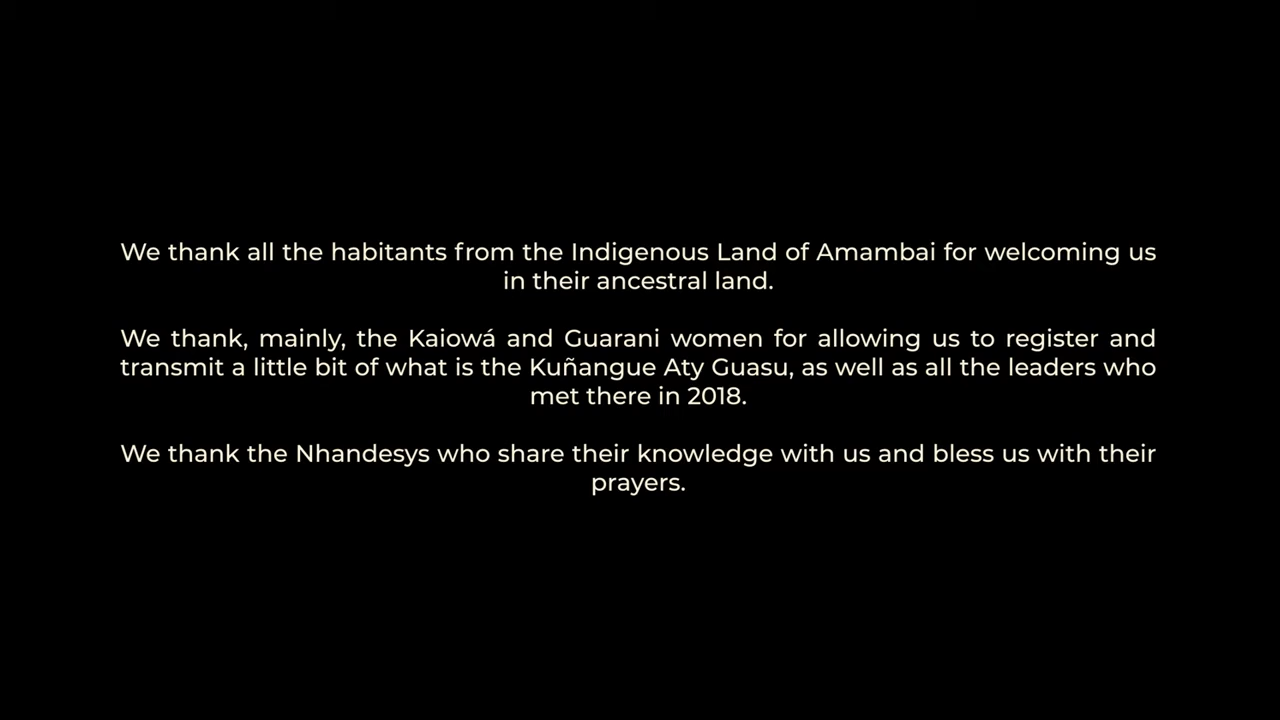 We thank all the habitants from the Indigenous Land of Amambai for welcoming us
in their ancestral land.
We thank, mainly, the Kaiowá and Guarani women for allowing us to register and
transmit a little bit of what is the Kuñangue Aty Guasu, as well as all the leaders who
met there in 2018.
We thank the Nhandesys who share their knowledge with us and bless us with their
prayers.